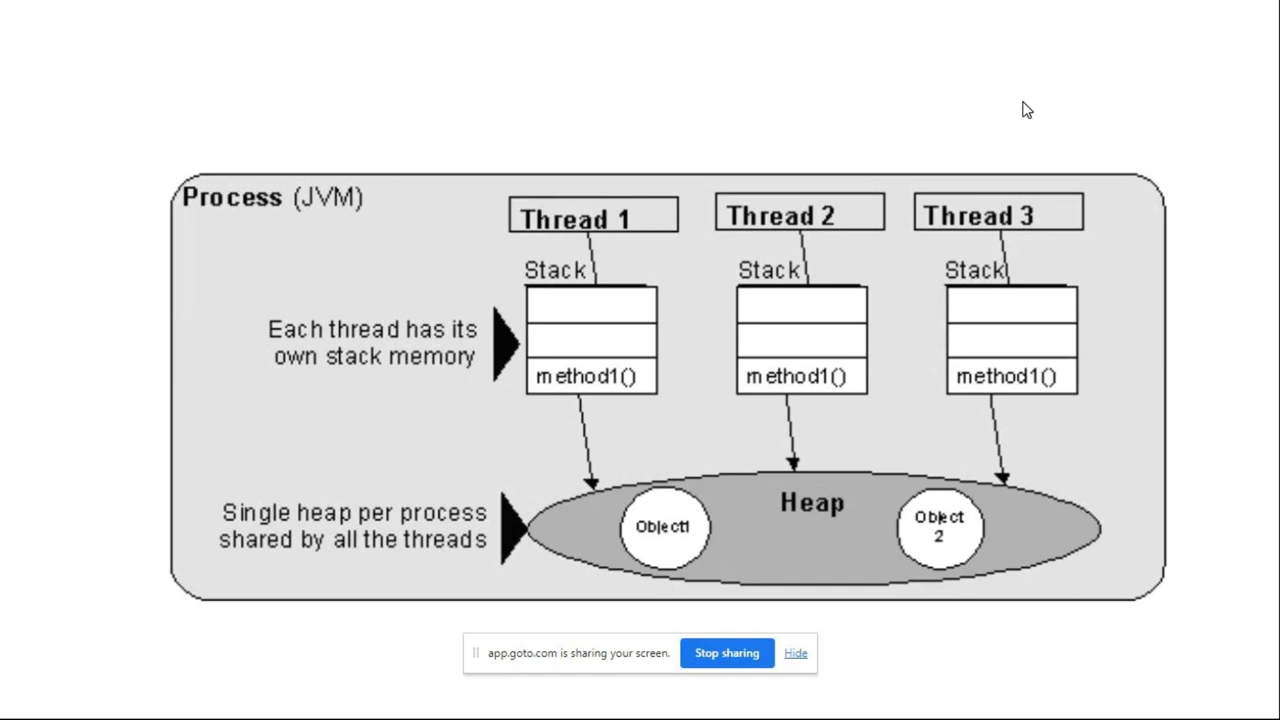 Process (JVM)
Thread 1
Thread 2
Thread 3
Stack
Stack
Stack
Each thread has its
own stack memory
method1()
method1()
method1()
Single heap per process
shared by all the threads
Heap
Object1
Object
2
app.goto.com is sharing your screen.
Stop sharing
Hide